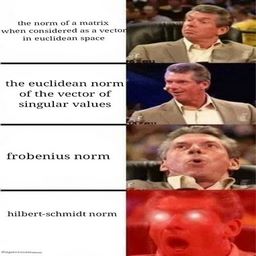 the norm of a matrix
when considered as a vector
in euclidean space
the euclidean norm
of the vector of
singular values
frobenius norm
hilbert-schmidt norm